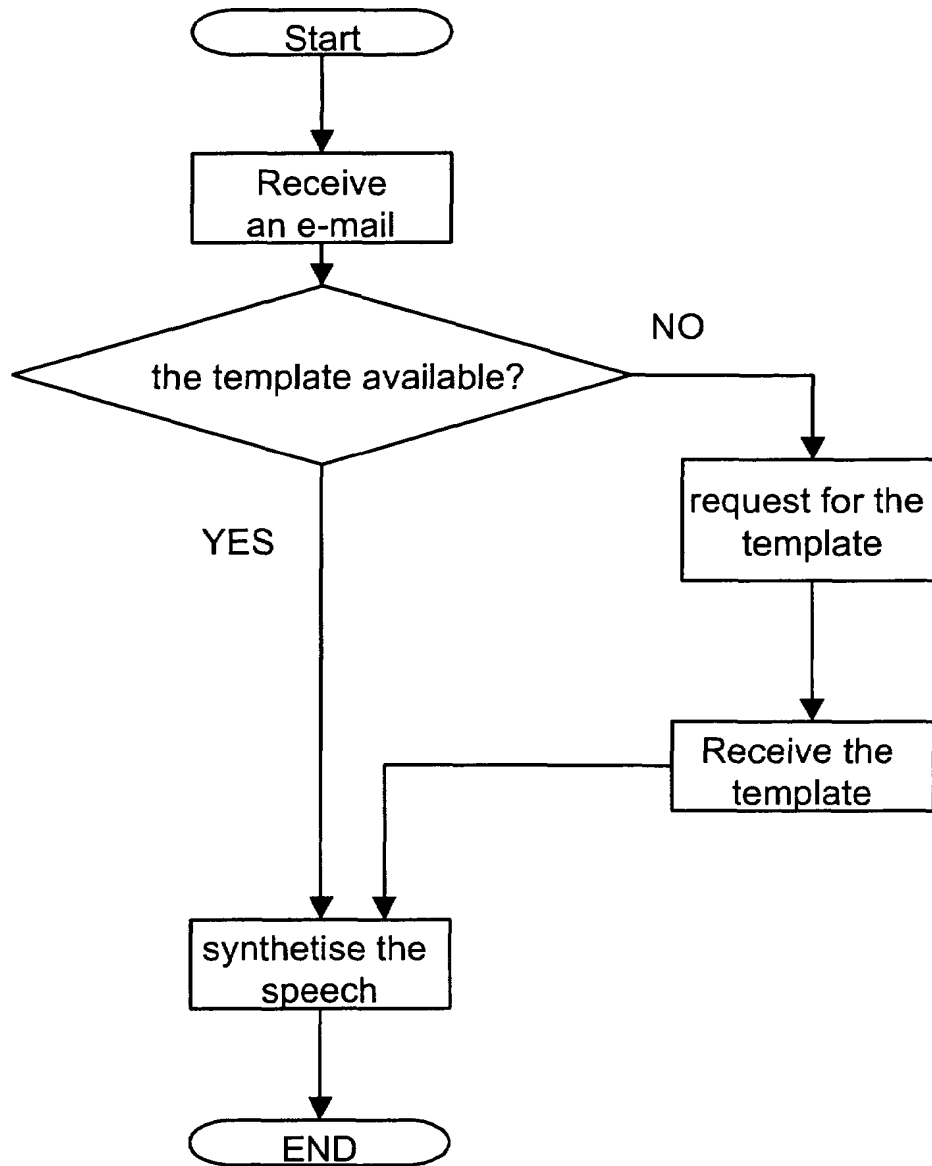 Start
Receive
an e-mail
the template available?
NO
request for the
template
YES
Receive the
template
synthetise the
speech
END